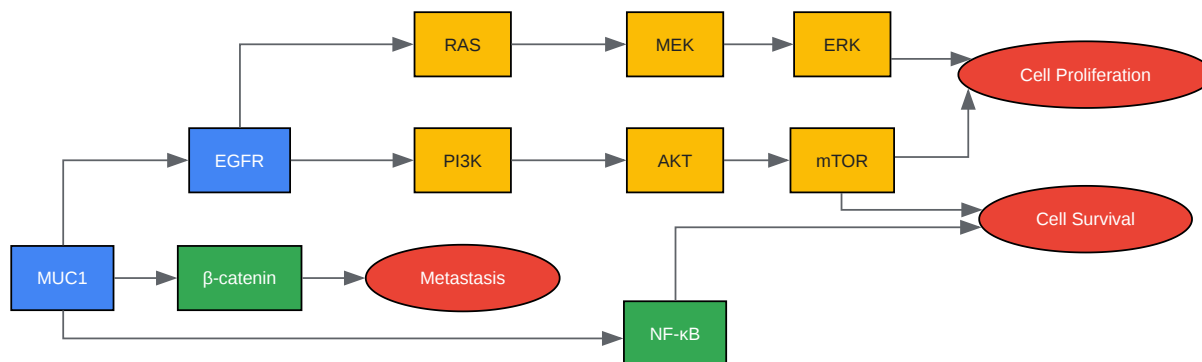 RAS
MEK
ERK
Cell Proliferation
EGFR
PI3K
AKT
mTOR
Cell Survival
MUC1
β-catenin
Metastasis
NF-κB